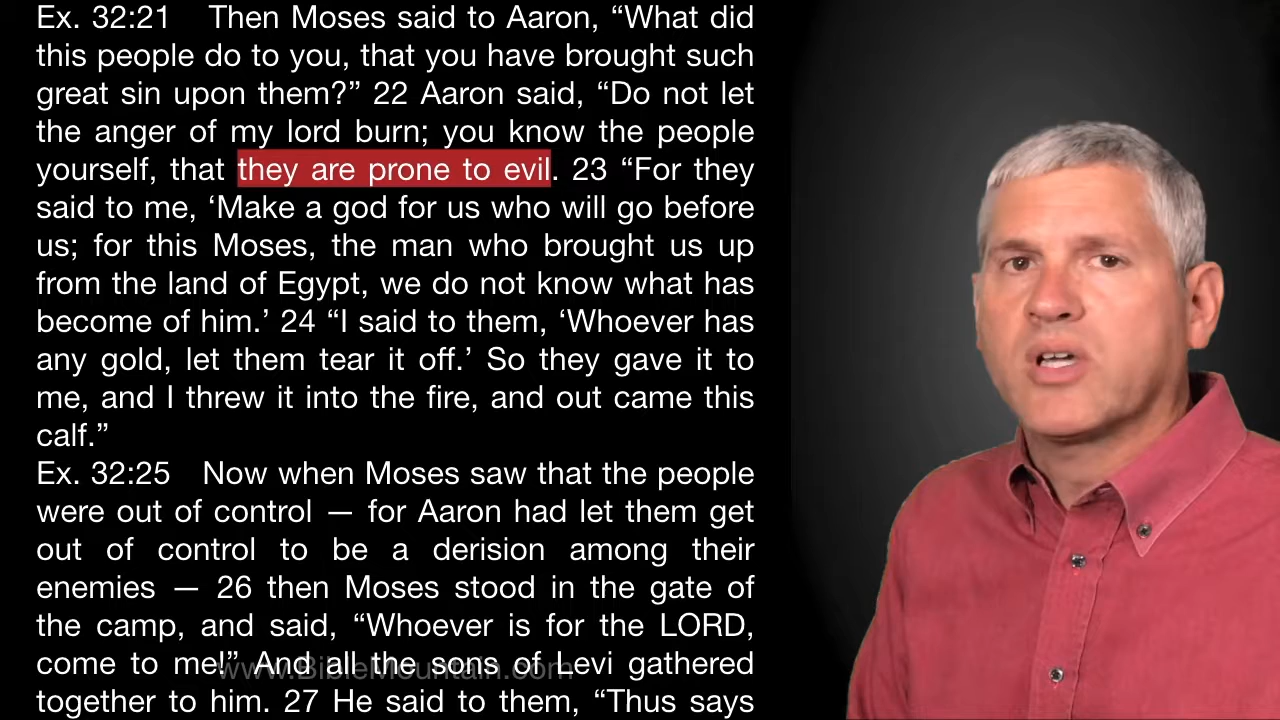 Ex. 32:21 Then Moses said to Aaron, “What did
this people do to you, that you have brought such
great sin upon them?” 22 Aaron said, “Do not let
the anger of my lord burn; you know the people
yourself, that they are prone to evil. 23 “For they
said to me, ‘Make a god for us who will go before
us; for this Moses, the man who brought us up
from the land of Egypt, we do not know what has
become of him.’ 24 “I said to them, ‘Whoever has
any gold, let them tear it off.’ So they gave it to
me, and I threw it into the fire, and out came this
calf.”
Ex. 32:25 Now when Moses saw that the people
were out of control — for Aaron had let them get
out of control to be a derision among their
enemies — 26 then Moses stood in the gate of
the camp, and said, “Whoever is for the LORD,
come to me!” And all the sons of Levi gathered
www.BibleMountain.com
together to him. 27 He said to them, “Thus says